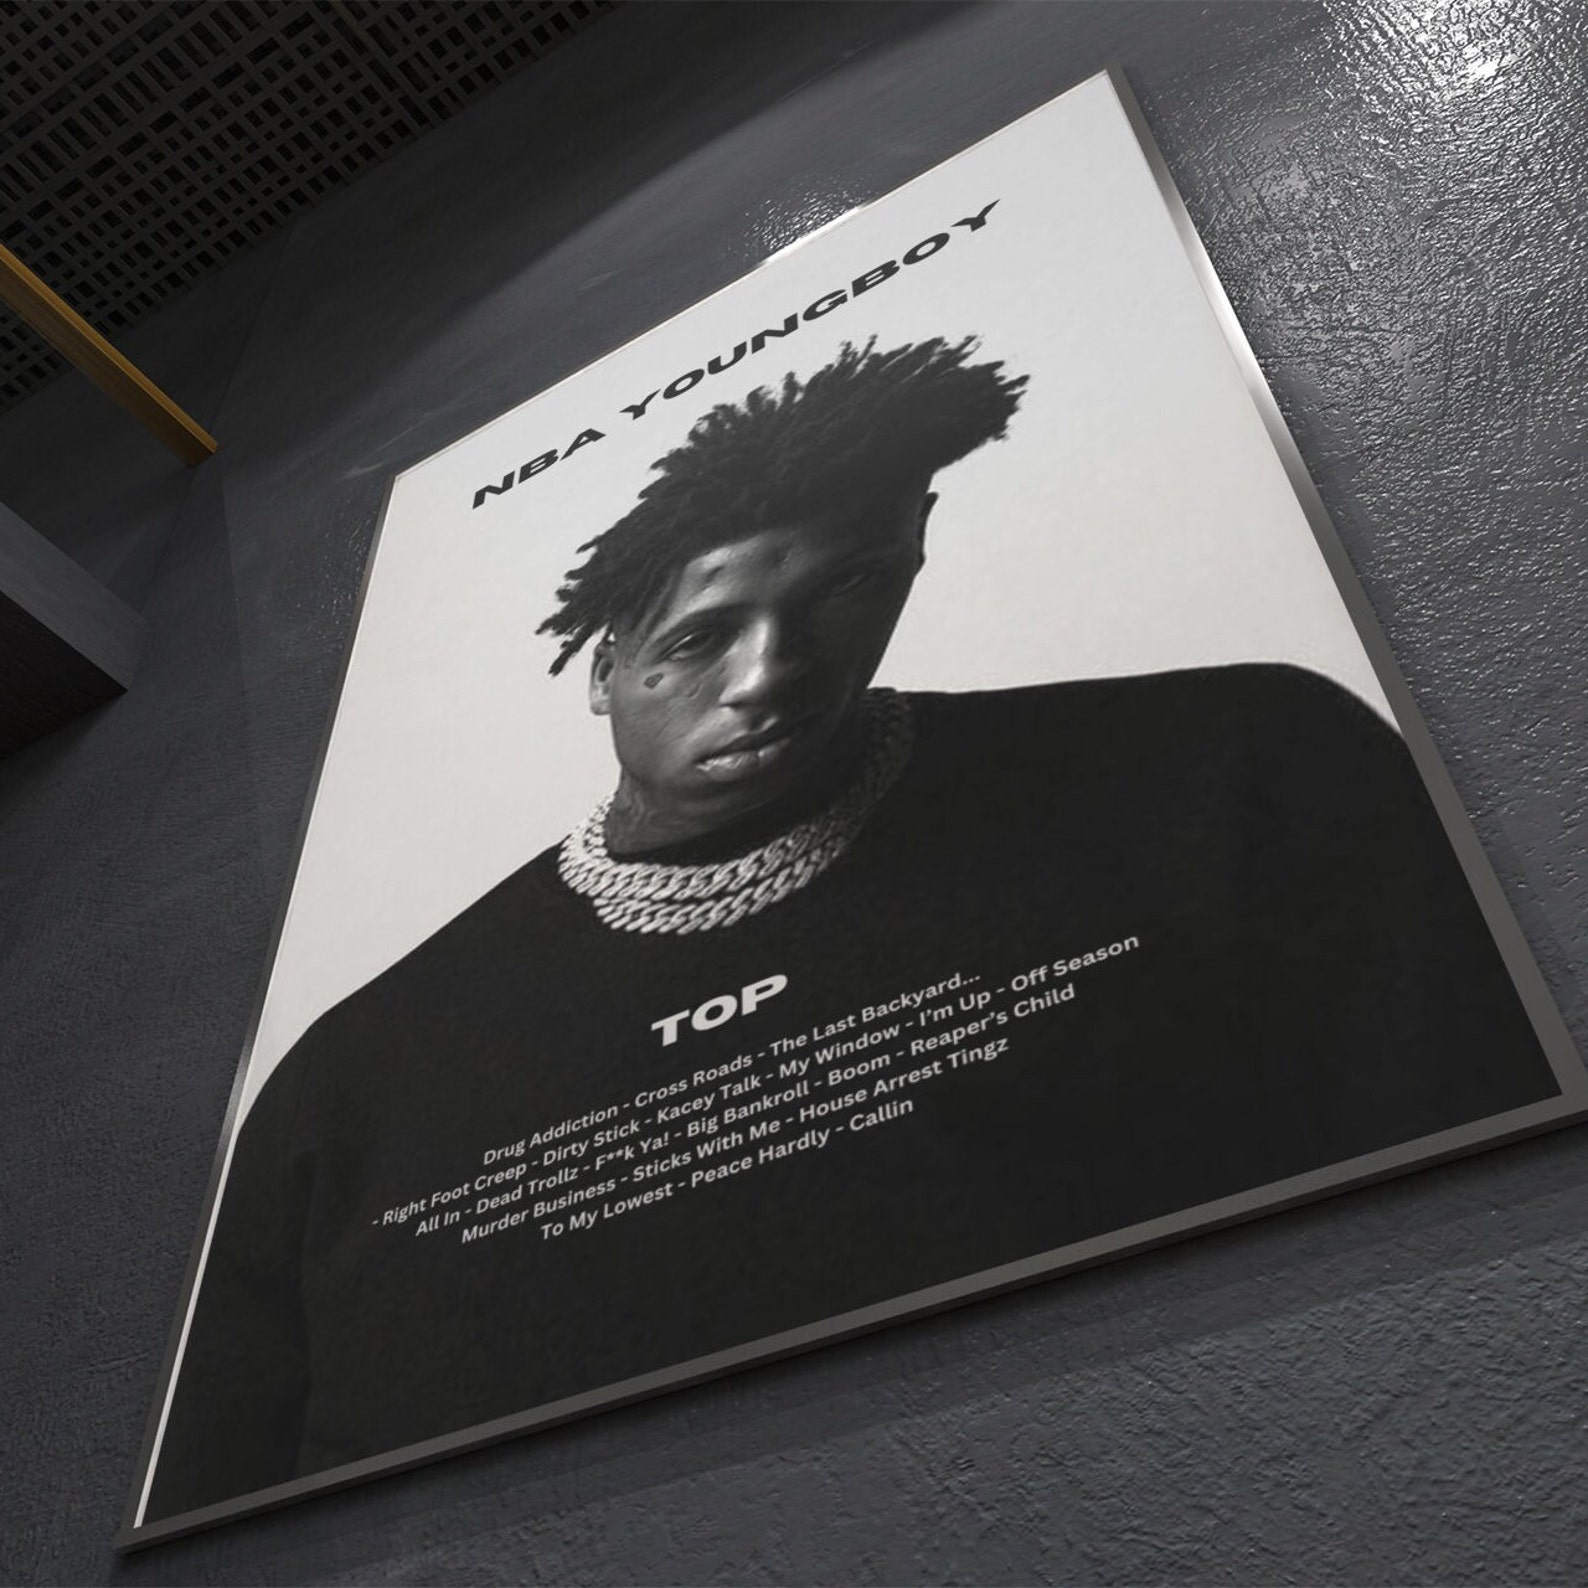 NBA YOUNGBOY
TOP
Drug Addiction - Cross Roads - The Last Backyard...
- Right Foot Creep - Dirty Stick - Kacey Talk - My Window - I'm Up - Off Season
All In - Dead Trollz - F**k Ya! - Big Bankroll - Boom - Reaper's Child
Murder Business - Sticks With Me - House Arrest Tingz
To My Lowest - Peace Hardly - Callin